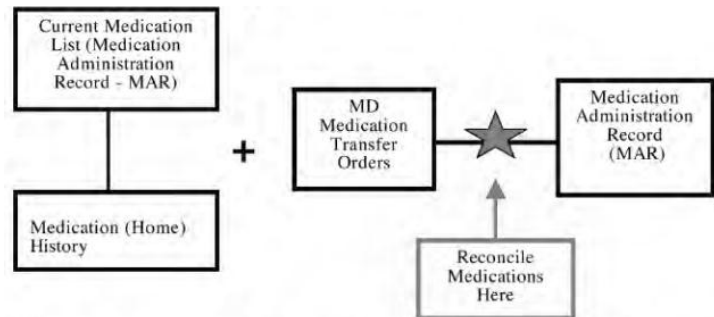 Current Medication
List (Medication
Administration
Record - MAR)
Medication (Home)
History
+
MD
Medication
Transfer
Orders
Medication
Administration
Record
(MAR)
Reconcile
Medications
Here